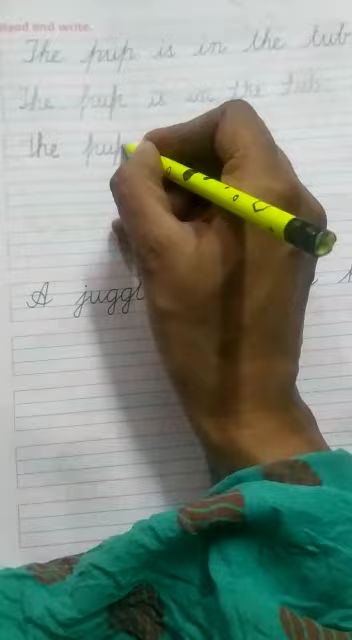 Read and write.
The pup is in the tub
The pup is in the tub
the pup
A juggl